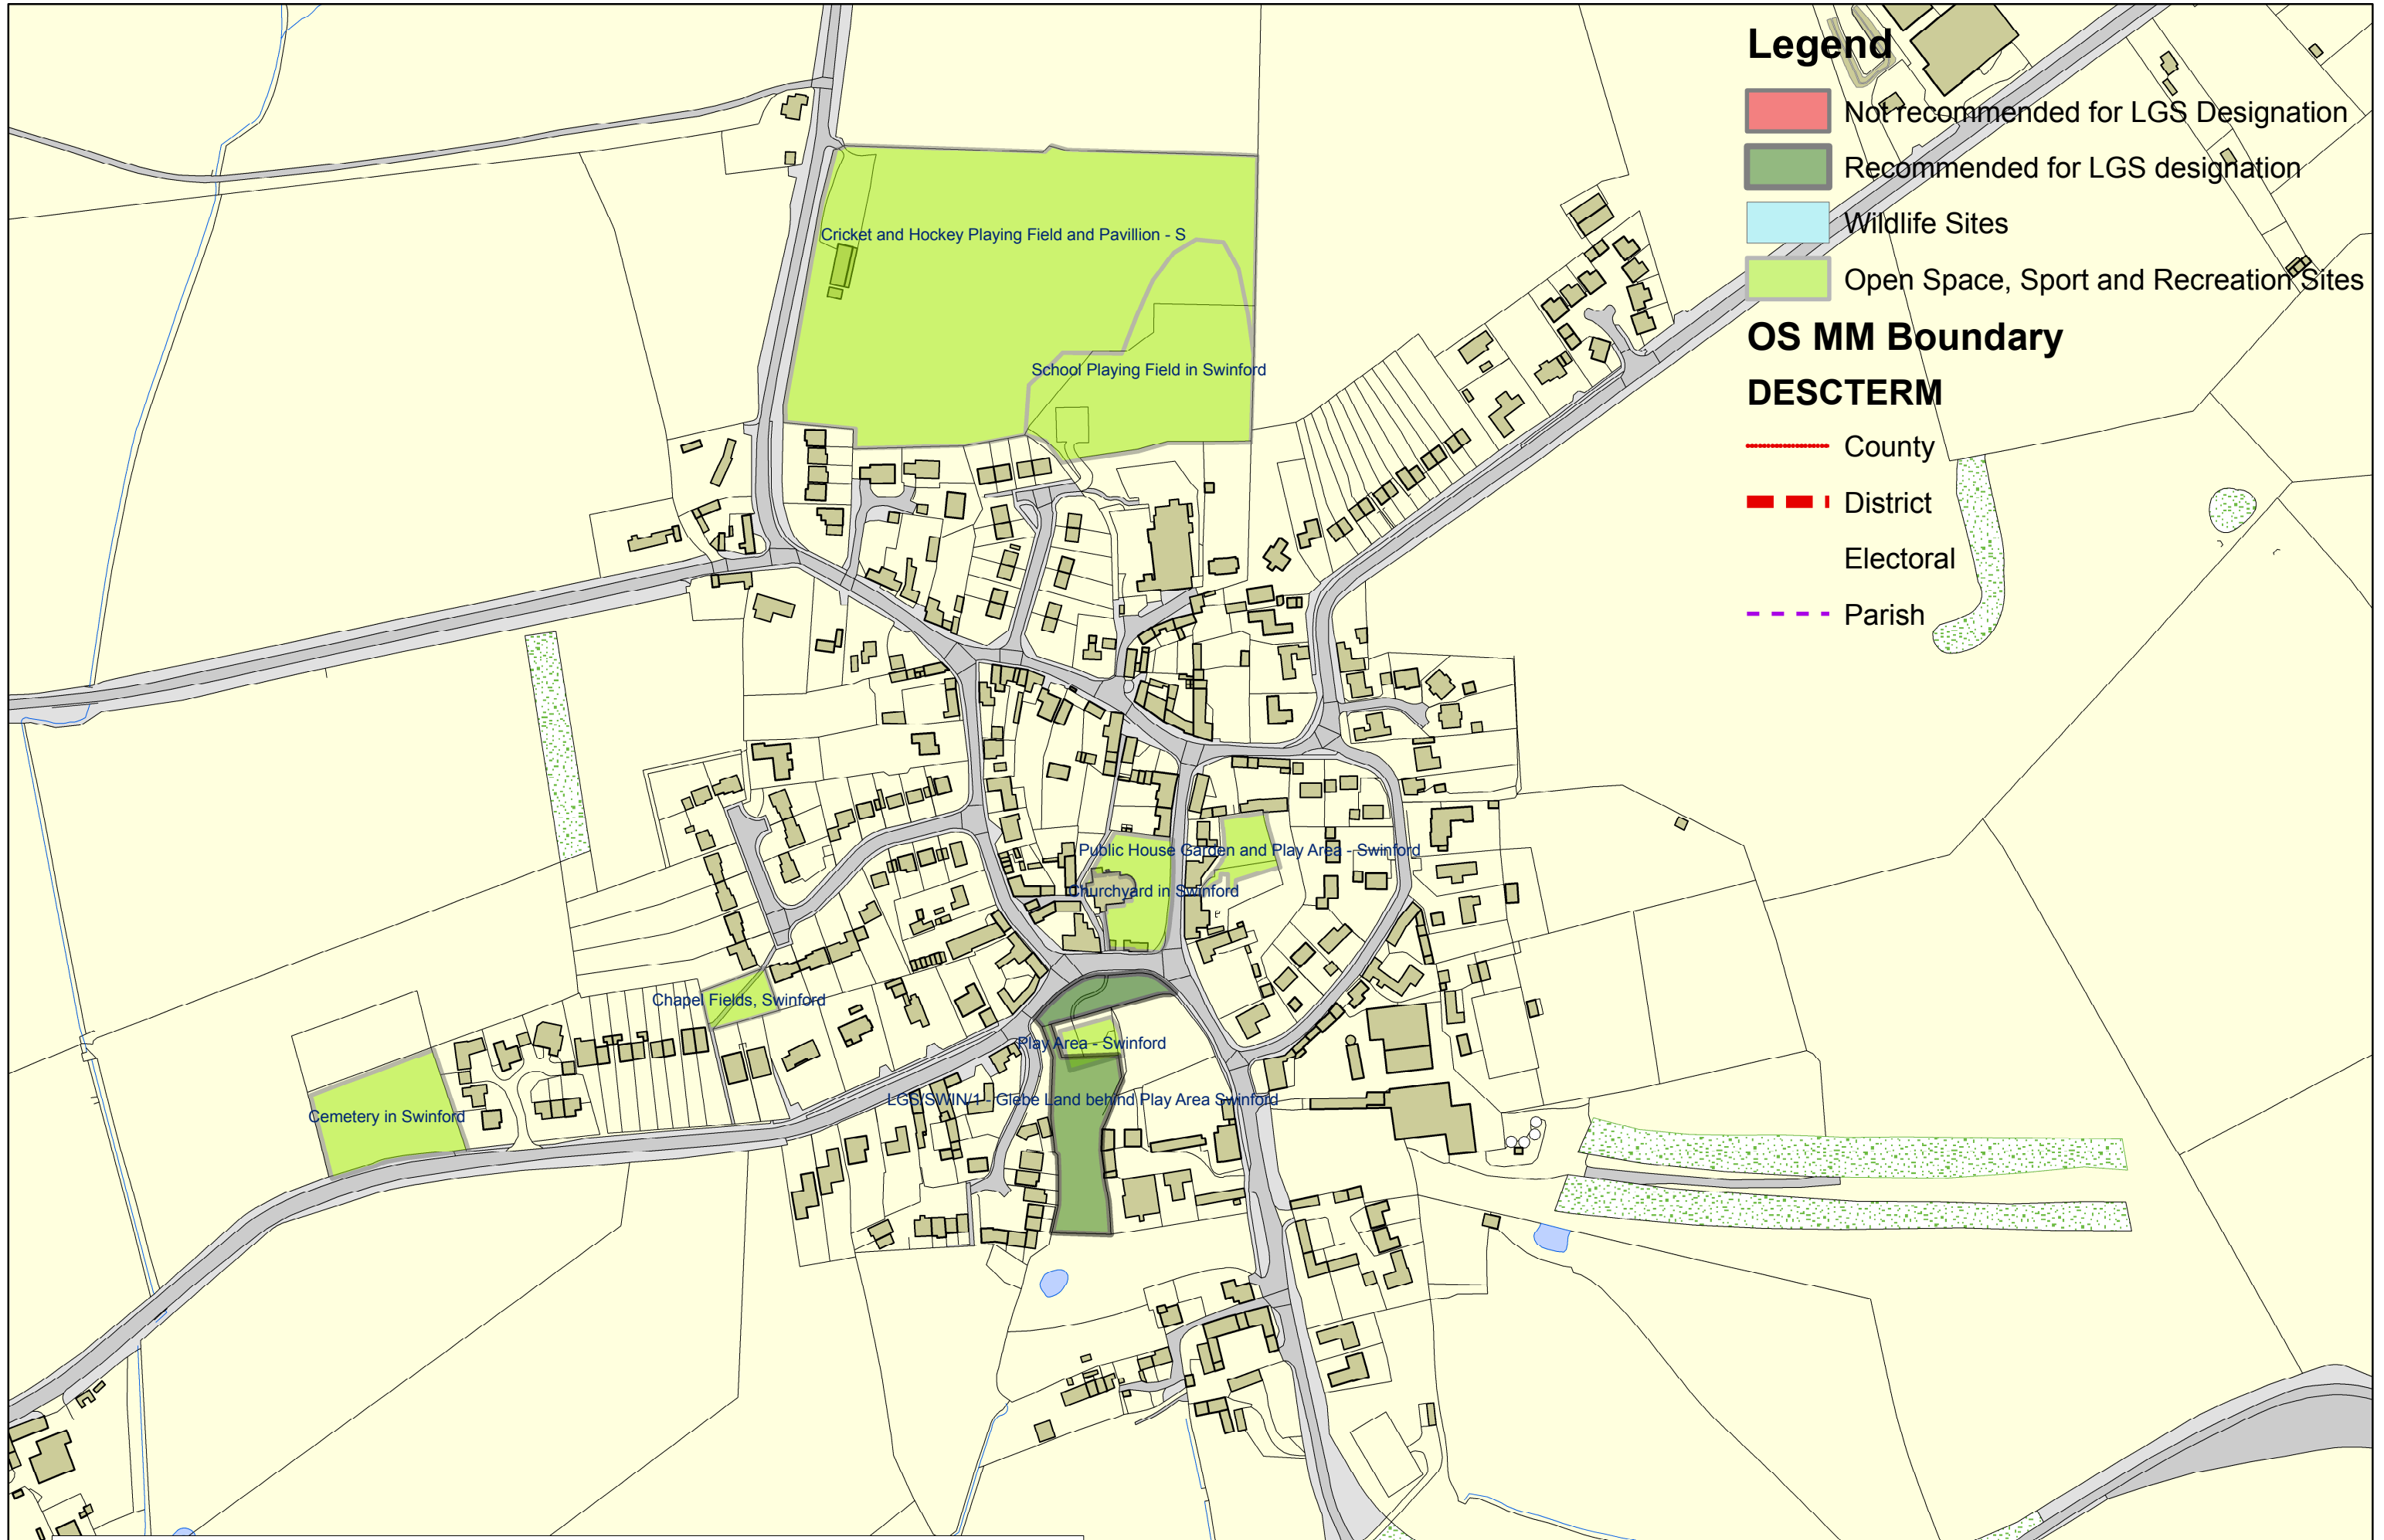 Legend
Not recommended for LGS Designation
Recommended for LGS designation
Wildlife Sites
Open Space, Sport and Recreation Sites
OS MM Boundary
DESCTERM
County
District
Electoral
Parish
Cricket and Hockey Playing Field and Pavillion - S
School Playing Field in Swinford
Public House Garden and Play Area - Swinford
Churchyard in Swinford
Chapel Fields, Swinford
Play Area - Swinford
LGS/SWIN/1 - Glebe Land behind Play Area Swinford
Cemetery in Swinford